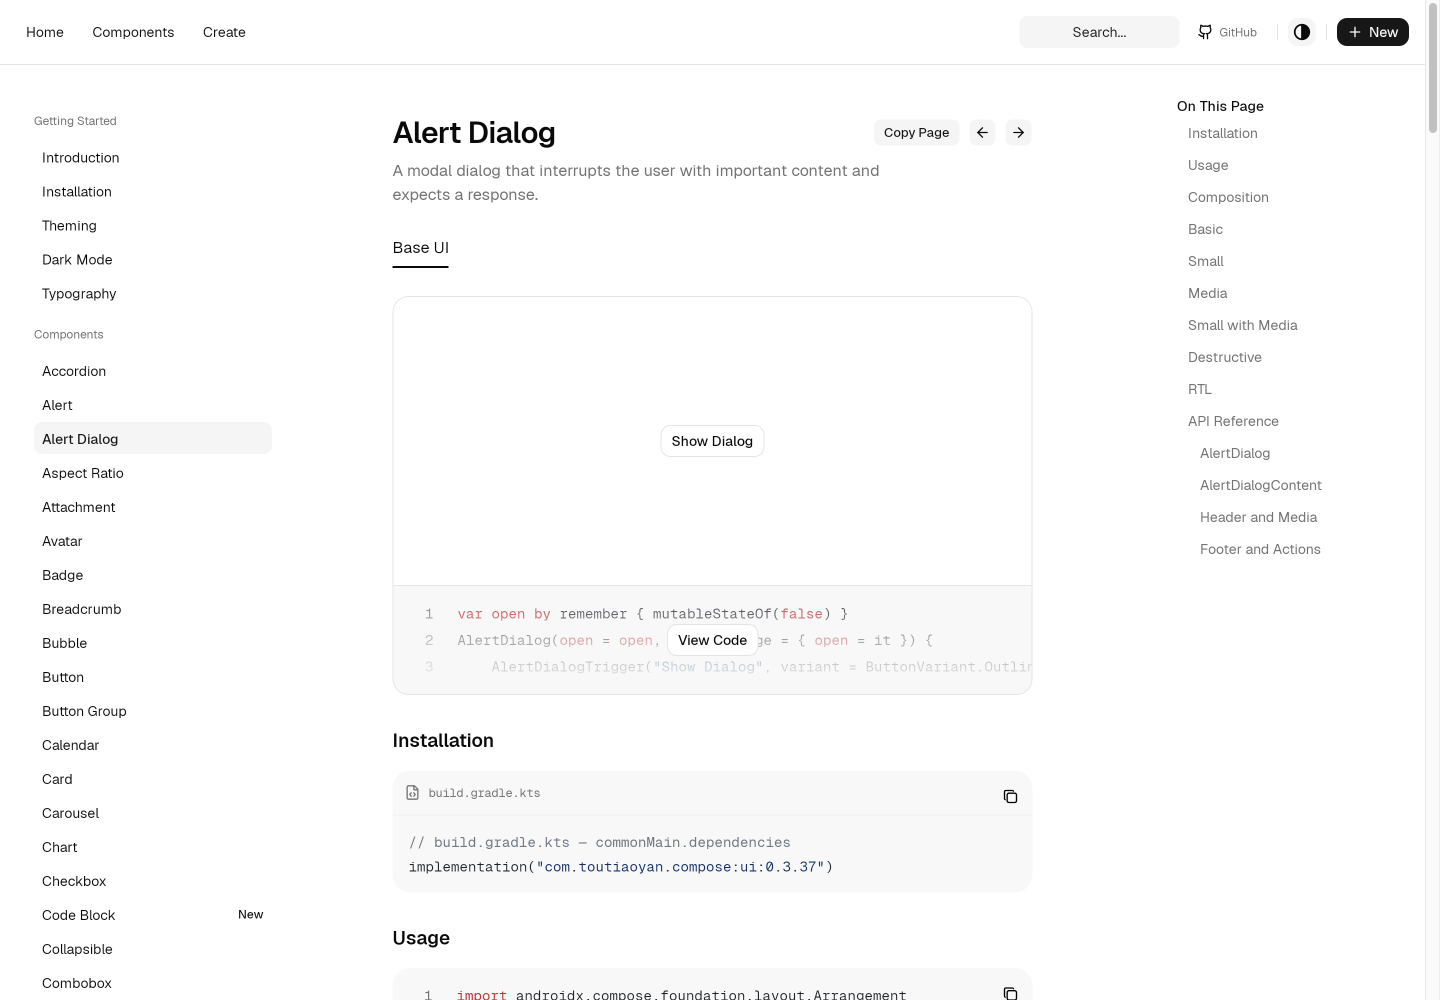 Home
Components
Create
Search...
GitHub
New
Getting Started
Introduction
Installation
Theming
Dark Mode
Typography
Components
Accordion
Alert
Alert Dialog
Aspect Ratio
Attachment
Avatar
Badge
Breadcrumb
Bubble
Button
Button Group
Calendar
Card
Carousel
Chart
Checkbox
Code Block New
Collapsible
Combobox
Alert Dialog
Copy Page
A modal dialog that interrupts the user with important content and
expects a response.
Base UI
Show Dialog
1 var open by remember { mutableStateOf(false) }
2 AlertDialog(open = open, ge = { open = it }) {
View Code
3 AlertDialogTrigger("Show Dialog", variant = ButtonVariant.Outlin
Installation
build.gradle.kts
// build.gradle.kts — commonMain.dependencies
implementation("com.toutiaoyan.compose:ui:0.3.37")
Usage
1 import androidx.compose.foundation.layout.Arrangement
On This Page
Installation
Usage
Composition
Basic
Small
Media
Small with Media
Destructive
RTL
API Reference
AlertDialog
AlertDialogContent
Header and Media
Footer and Actions